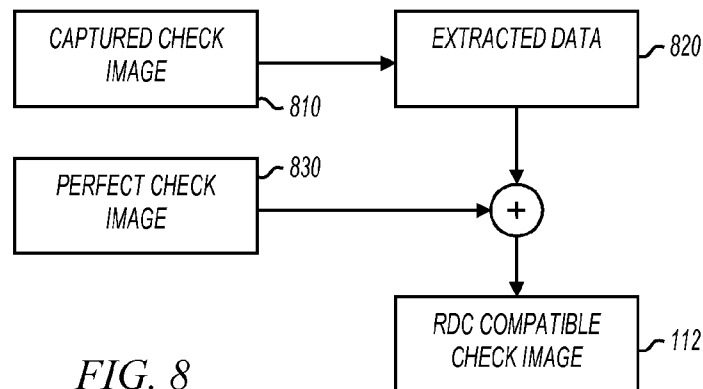 CAPTURED CHECK
IMAGE
810
EXTRACTED DATA
820
PERFECT CHECK
IMAGE
830
+
RDC COMPATIBLE
CHECK IMAGE
112
FIG. 8